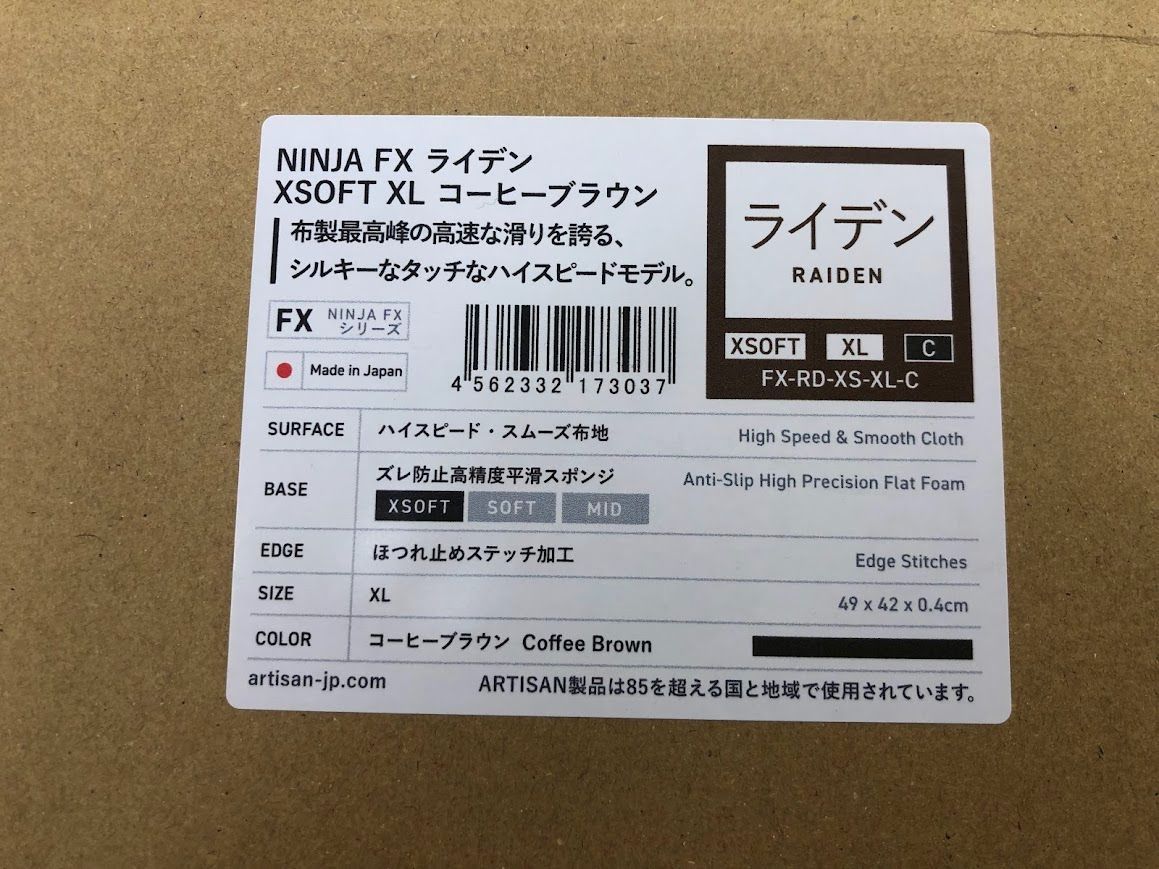 NINJA FX ライデン
XSOFT XL コーヒーブラウン
布製最高峰の高速な滑りを誇る、
シルキーなタッチなハイスピードモデル。
FX NINJA FX
シリーズ
Made in Japan
4 562332 173037
ライデン
RAIDEN
XSOFT XL C
FX-RD-XS-XL-C
SURFACE ハイスピード・スムーズ布地 High Speed & Smooth Cloth
BASE ズレ防止高精度平滑スポンジ Anti-Slip High Precision Flat Foam
XSOFT SOFT MID
EDGE ほつれ止めステッチ加工 Edge Stitches
SIZE XL 49 x 42 x 0.4cm
COLOR コーヒーブラウン Coffee Brown
artisan-jp.com ARTISAN製品は85を超える国と地域で使用されています。